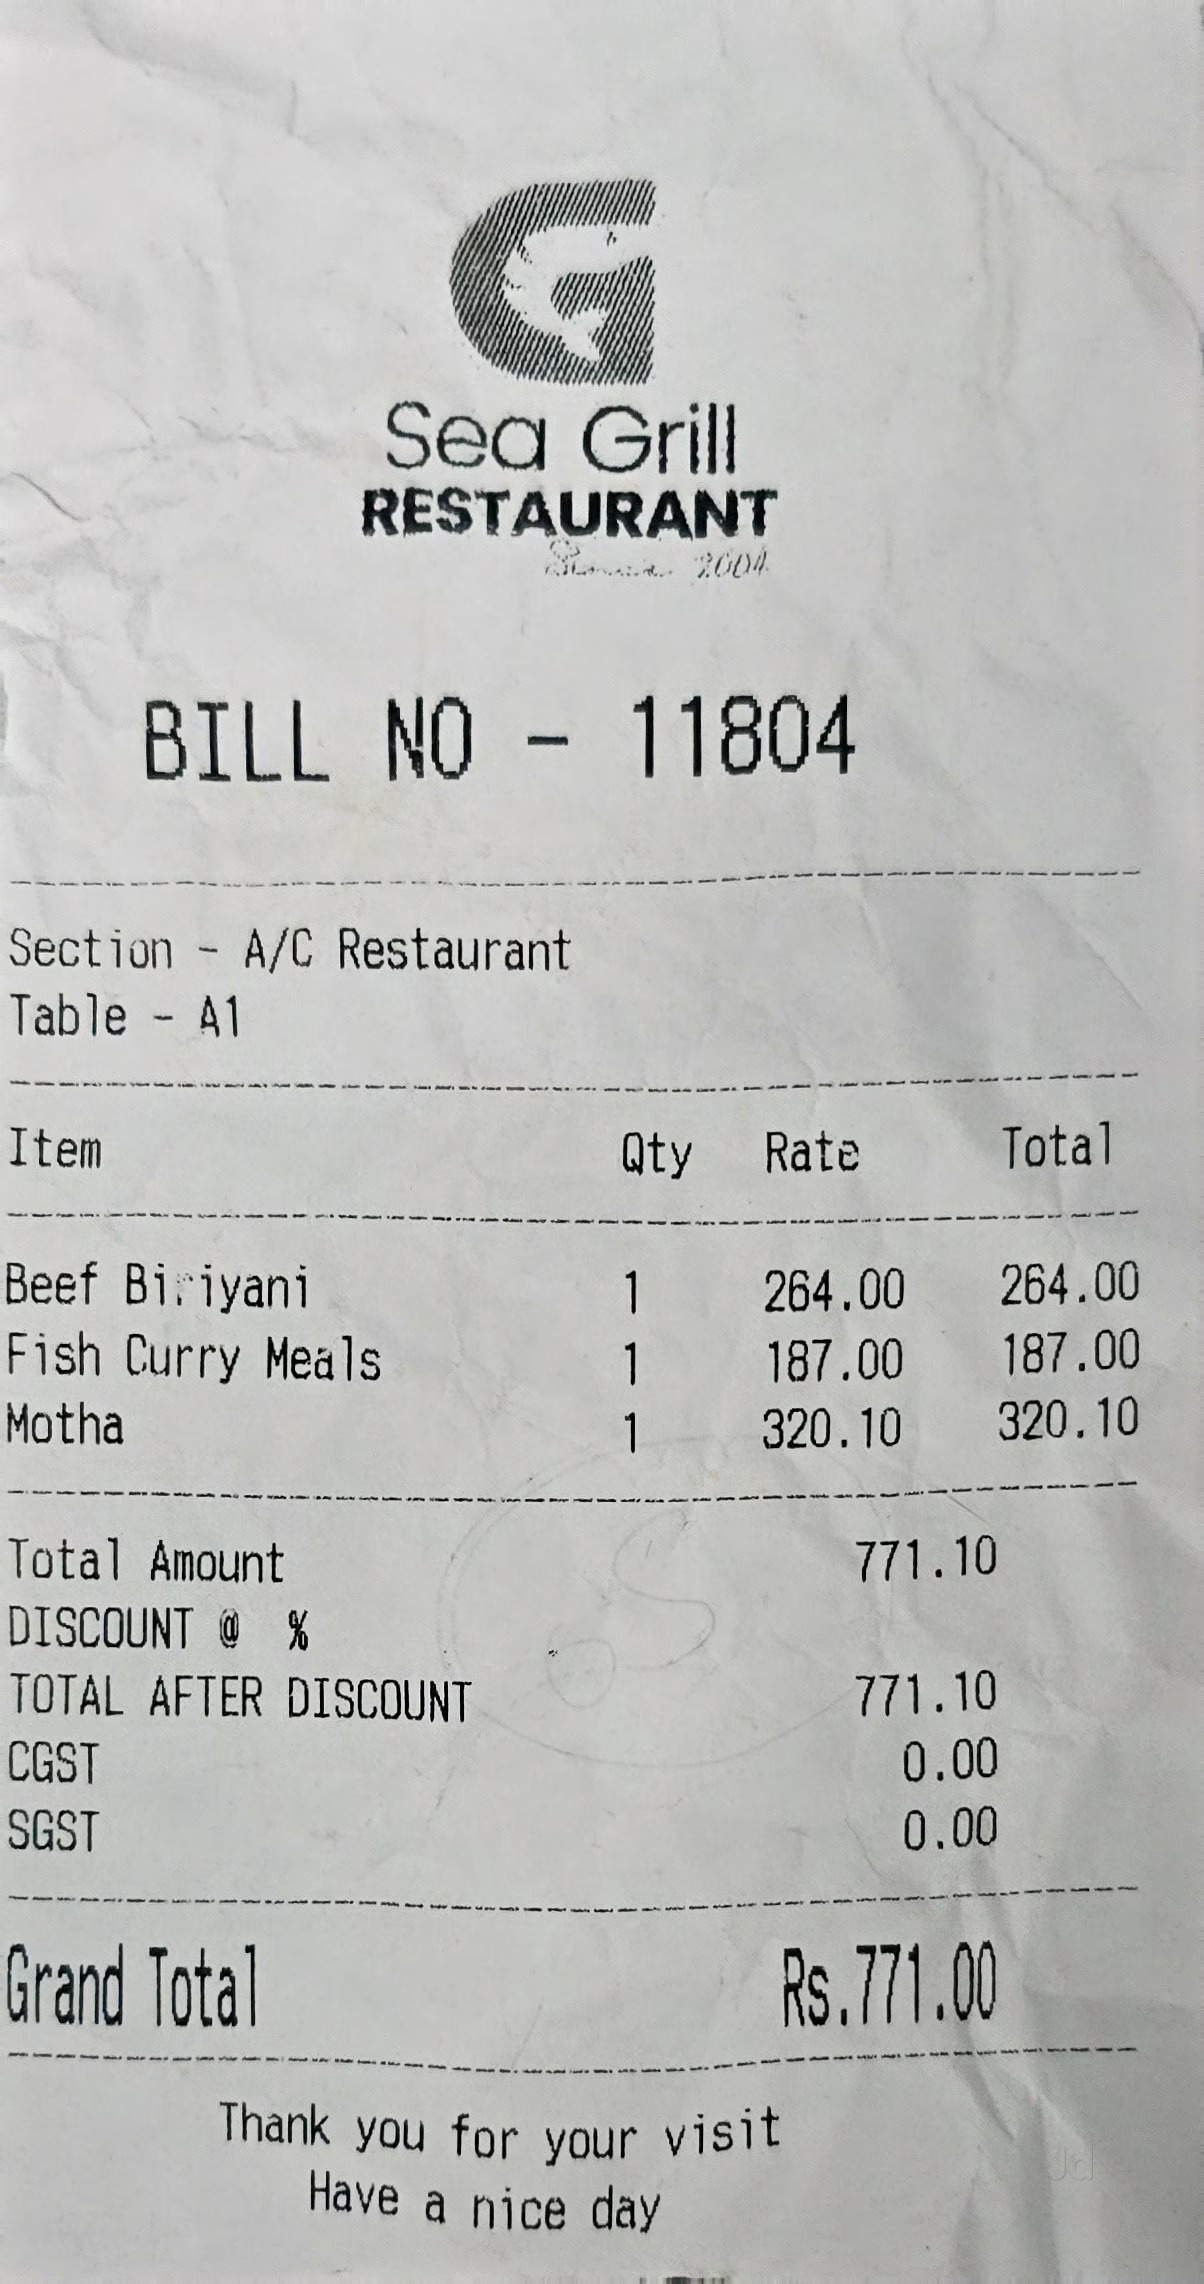 Sea Grill
RESTAURANT
2004
BILL NO - 11804
Section - A/C Restaurant
Table - A1
Item Qty Rate Total
Beef Biriyani 1 264.00 264.00
Fish Curry Meals 1 187.00 187.00
Motha 1 320.10 320.10
Total Amount 771.10
DISCOUNT @ %
TOTAL AFTER DISCOUNT 771.10
CGST 0.00
SGST 0.00
Grand Total Rs.771.00
Thank you for your visit
Have a nice day
Jd